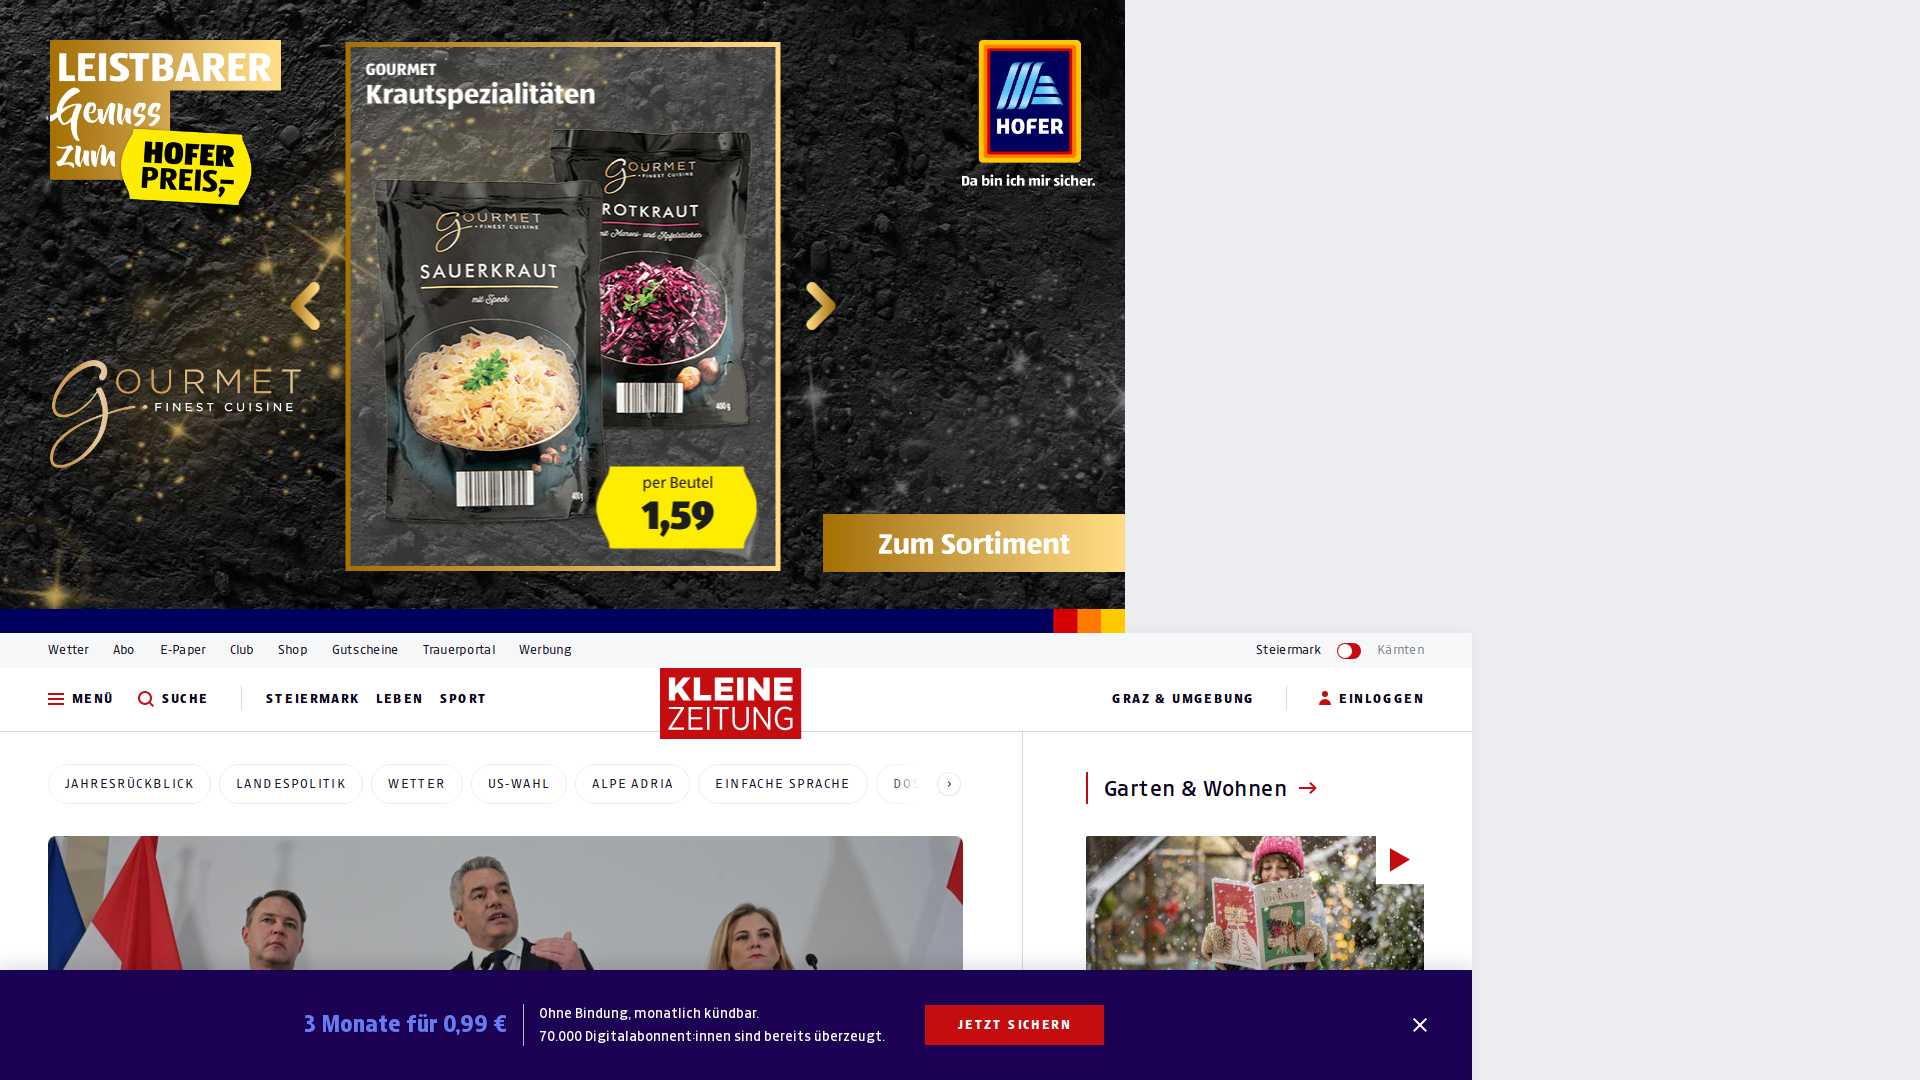 LEISTBARER
Genuss
zum
HOFER
PREIS,-
GOURMET
Krautspezialitäten
HOFER
Da bin ich mir sicher.
GOURMET
FINEST CUISINE
ROTKRAUT
mit Maroni- und Apfelstücken
GOURMET
FINEST CUISINE
SAUERKRAUT
mit Speck
GOURMET
FINEST CUISINE
400 g
400 g
per Beutel
1,59
Zum Sortiment
Wetter Abo E-Paper Club Shop Gutscheine Trauerportal Werbung Steiermark Kärnten
MENÜ SUCHE STEIERMARK LEBEN SPORT KLEINE ZEITUNG GRAZ & UMGEBUNG EINLOGGEN
JAHRESRÜCKBLICK LANDESPOLITIK WETTER US-WAHL ALPE ADRIA EINFACHE SPRACHE
Garten & Wohnen
3 Monate für 0,99 €
Ohne Bindung, monatlich kündbar.
70.000 Digitalabonnent:innen sind bereits überzeugt.
JETZT SICHERN